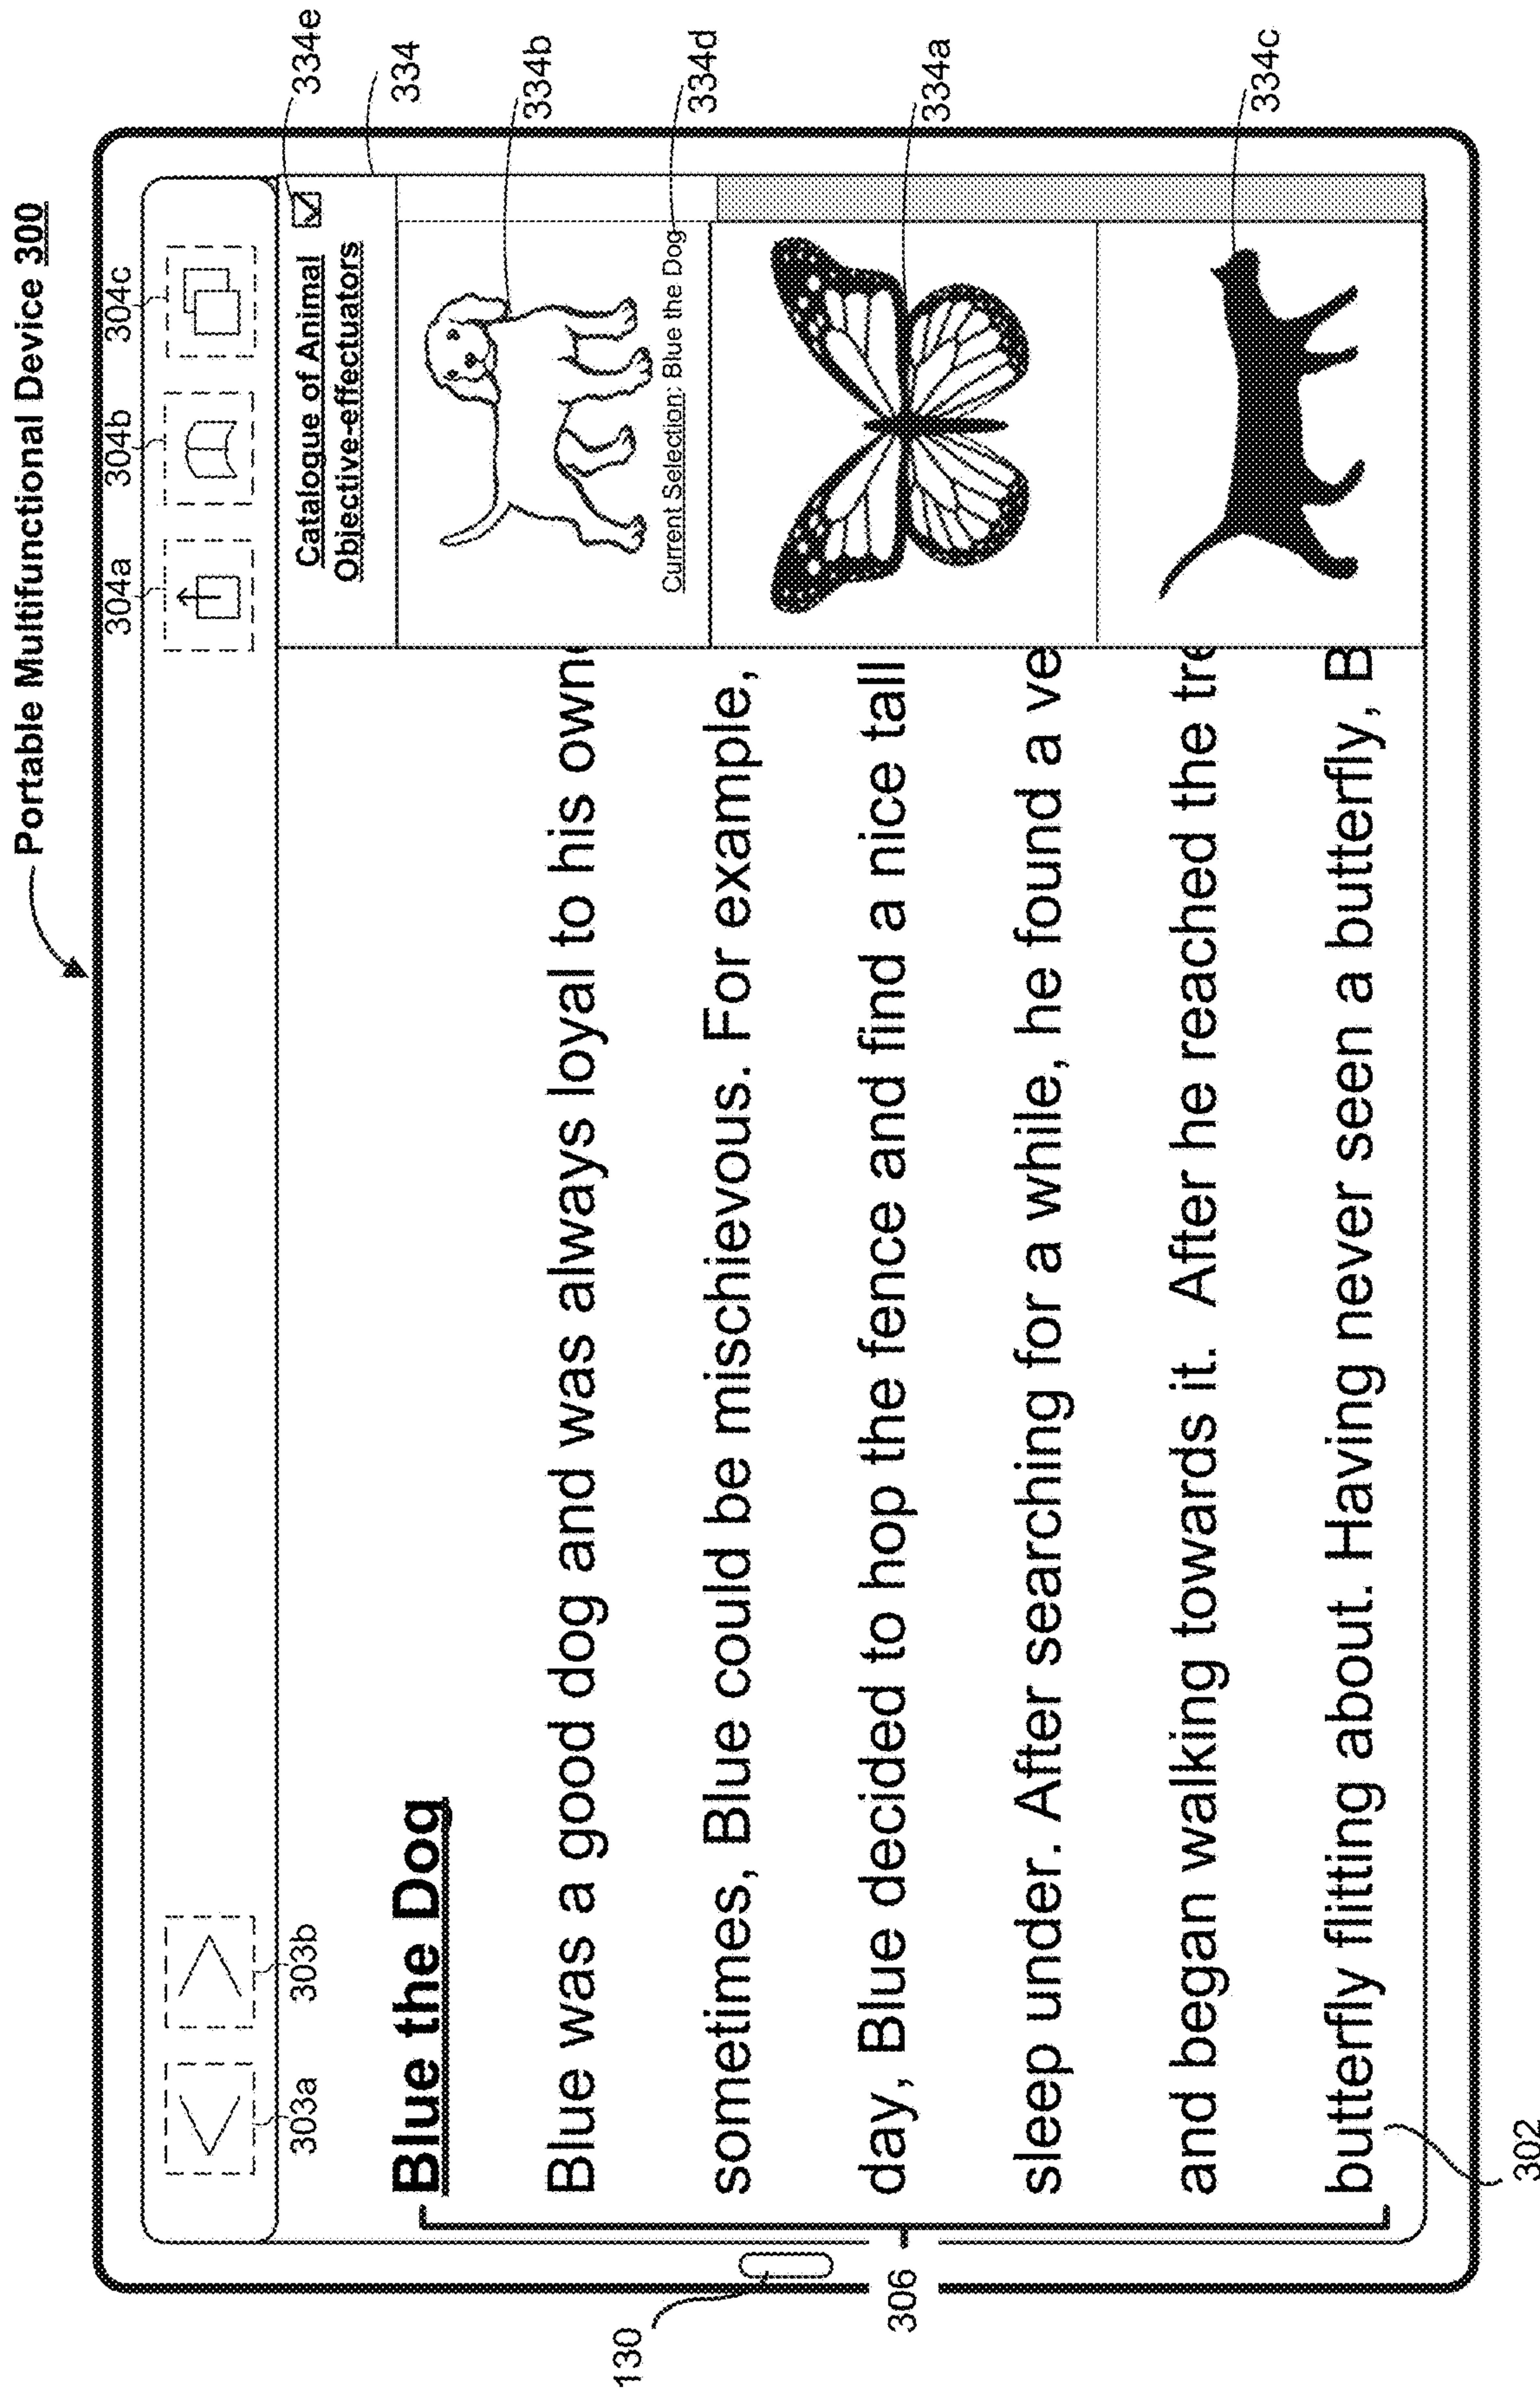 Portable Multifunctional Device 300
304a
304b
304c
334e
334
334b
334d
334a
334c
303a
303b
Catalogue of Animal
Objective-effectuators
Current Selection: Blue the Dog
Blue the Dog
Blue was a good dog and was always loyal to his own
sometimes, Blue could be mischievous. For example,
day, Blue decided to hop the fence and find a nice tall
sleep under. After searching for a while, he found a ve
and began walking towards it. After he reached the tre
butterfly flitting about. Having never seen a butterfly, B
130
306
302